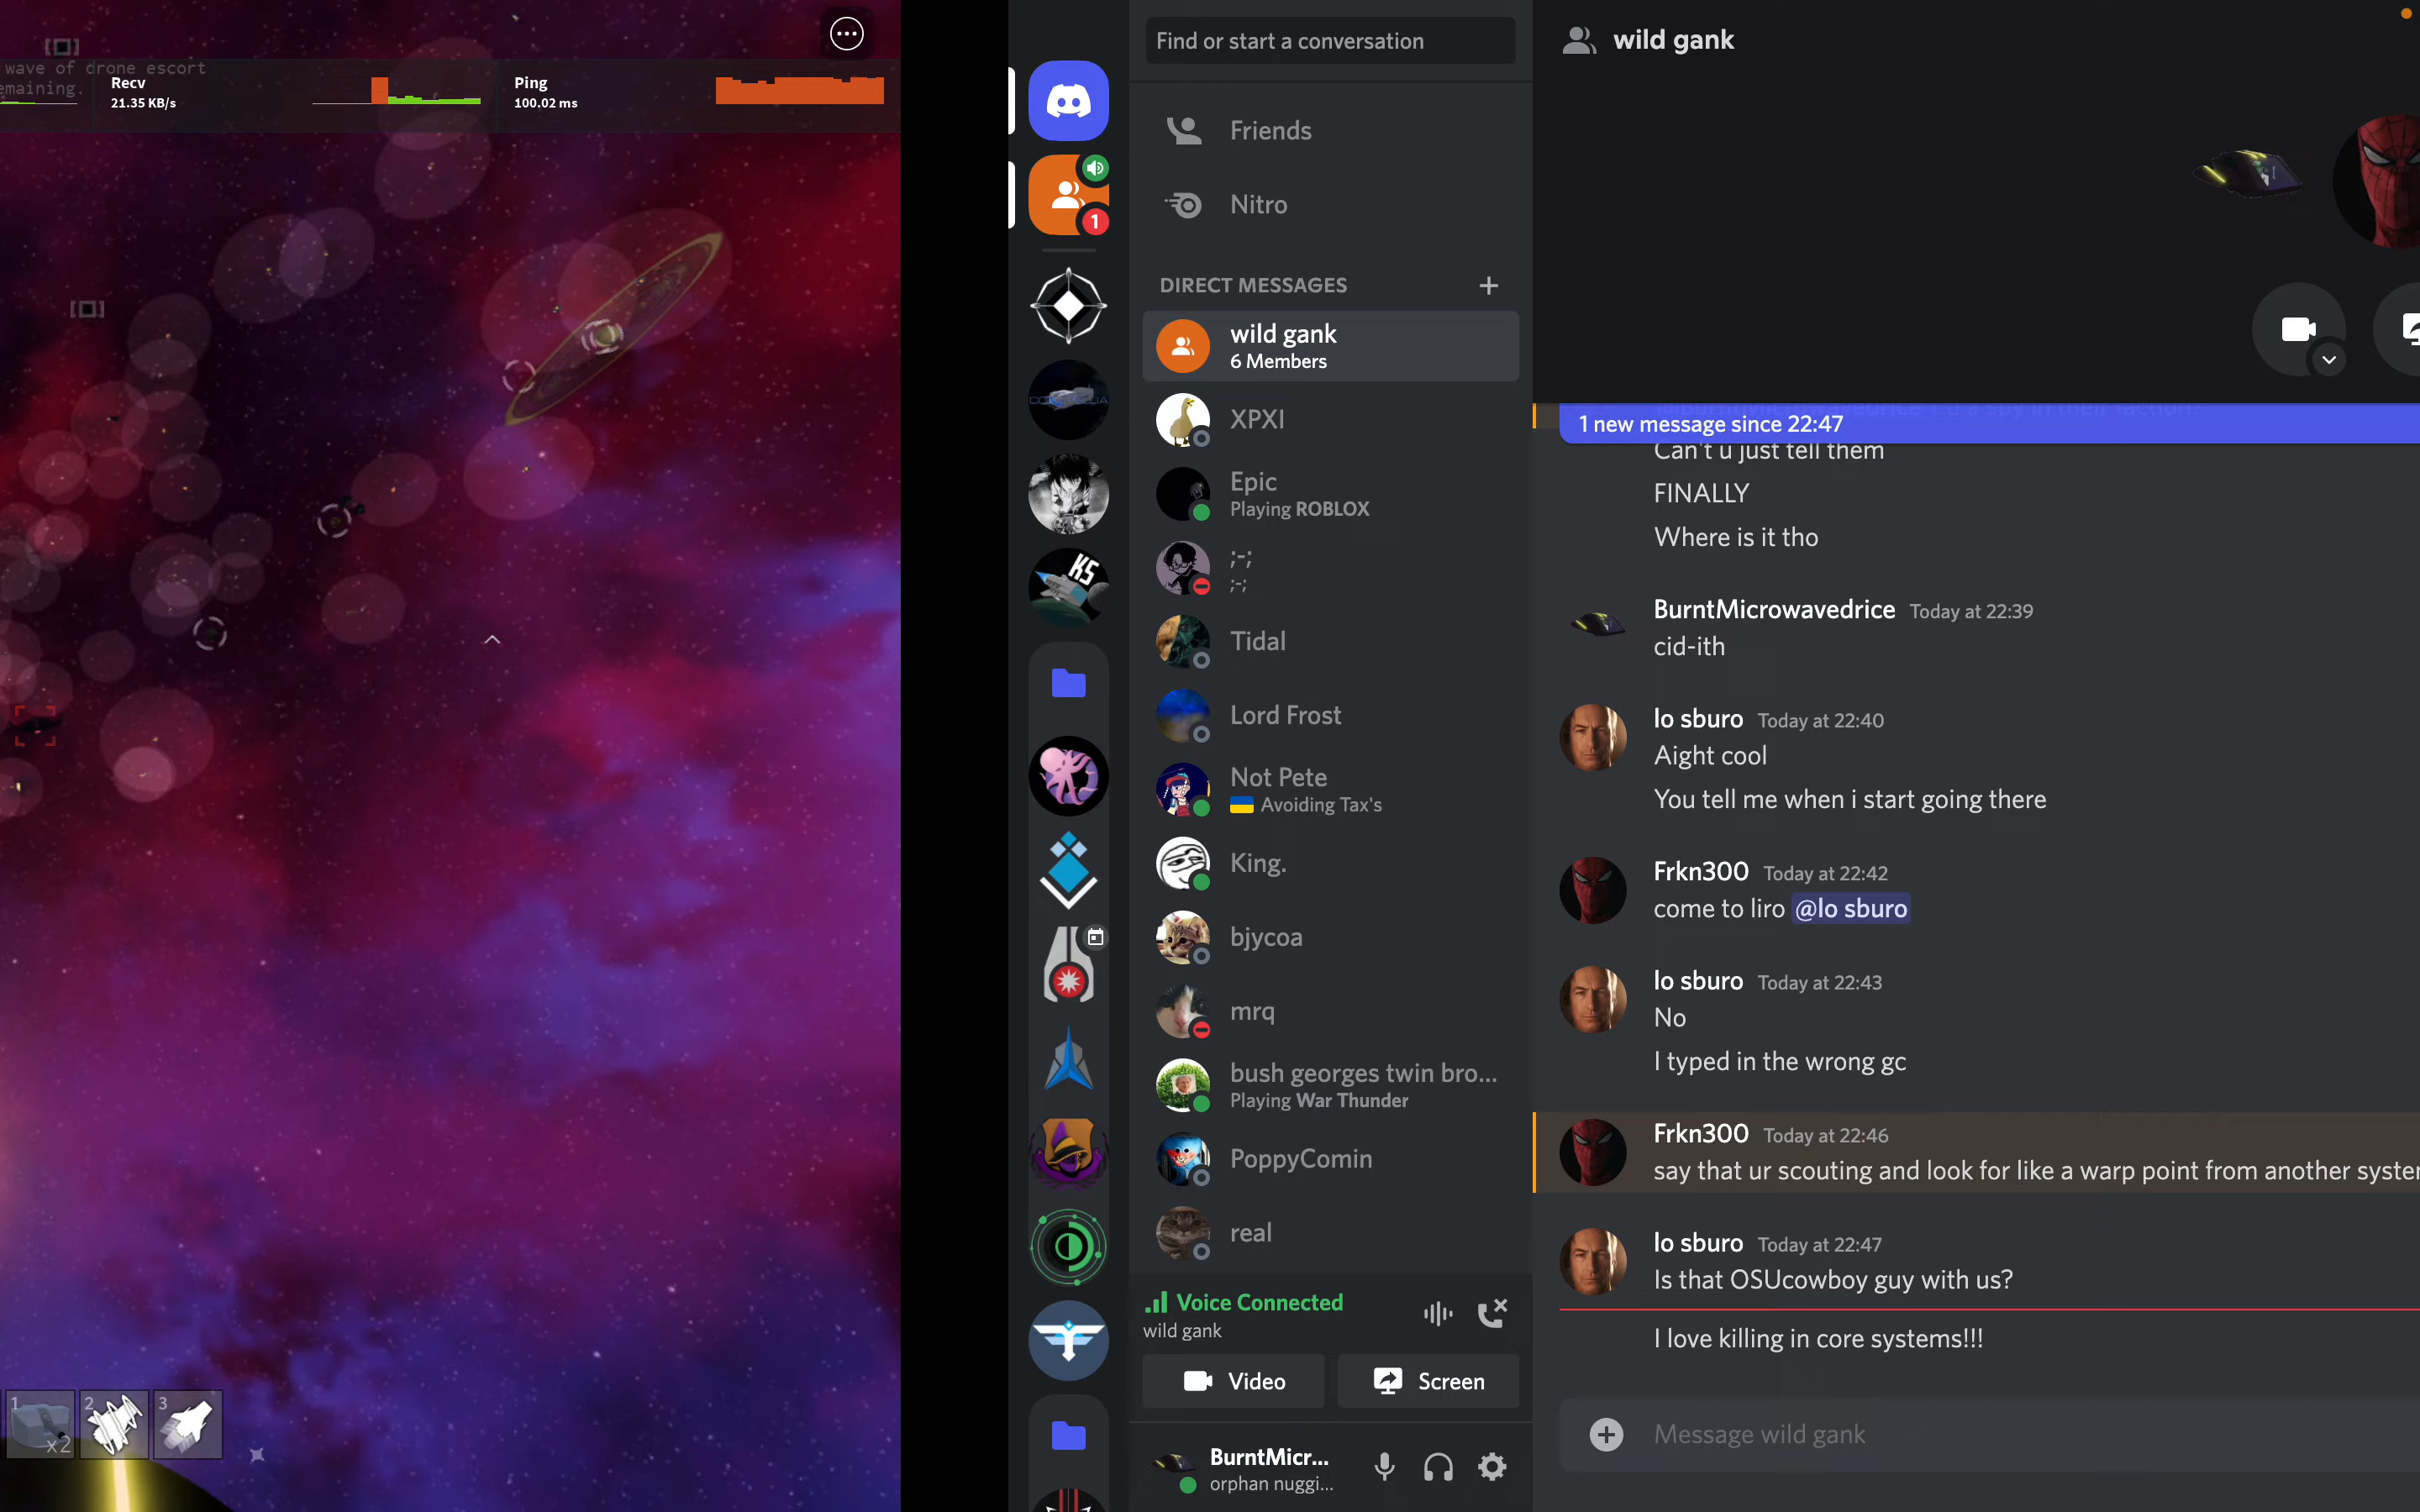 wave of drone escort
emaining.
Recv
21.35 KB/s
Ping
100.02 ms
1
2
3
x2
1
KS
Find or start a conversation
Friends
Nitro
DIRECT MESSAGES
wild gank
6 Members
XPXI
Epic
Playing ROBLOX
;-;
;-;
Tidal
Lord Frost
Not Pete
Avoiding Tax's
King.
bjycoa
mrq
bush georges twin bro...
Playing War Thunder
PoppyComin
real
Voice Connected
wild gank
Video
Screen
BurntMicr...
orphan nuggi...
wild gank
1 new message since 22:47
Can't u just tell them
FINALLY
Where is it tho
BurntMicrowavedrice Today at 22:39
cid-ith
lo sburo Today at 22:40
Aight cool
You tell me when i start going there
Frkn300 Today at 22:42
come to liro @lo sburo
lo sburo Today at 22:43
No
I typed in the wrong gc
Frkn300 Today at 22:46
say that ur scouting and look for like a warp point from another syste
lo sburo Today at 22:47
Is that OSUcowboy guy with us?
I love killing in core systems!!!
Message wild gank